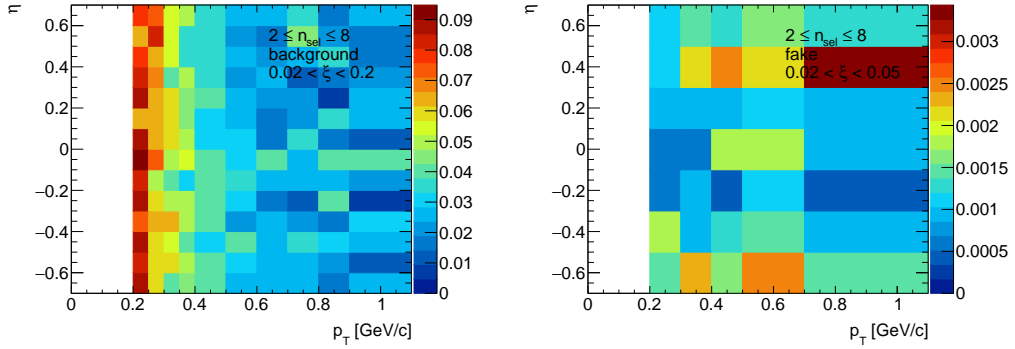 η
0.6
0.4
0.2
0
−0.2
−0.4
−0.6
0 0.2 0.4 0.6 0.8 1
p_T [GeV/c]
2 ≤ n_sel ≤ 8
background
0.02 < ξ < 0.2
0.09
0.08
0.07
0.06
0.05
0.04
0.03
0.02
0.01
0
η
0.6
0.4
0.2
0
−0.2
−0.4
−0.6
0 0.2 0.4 0.6 0.8 1
p_T [GeV/c]
2 ≤ n_sel ≤ 8
fake
0.02 < ξ < 0.05
0.003
0.0025
0.002
0.0015
0.001
0.0005
0